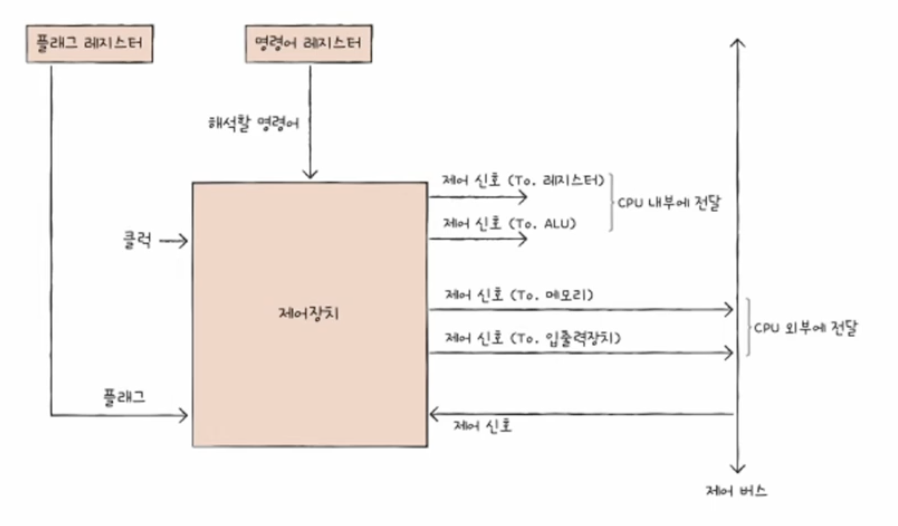 플래그 레지스터
명령어 레지스터
해석할 명령어
제어 신호 (To. 레지스터)
CPU 내부에 전달
제어 신호 (To. ALU)
클럭
제어 신호 (To. 메모리)
제어장치
CPU 외부에 전달
제어 신호 (To. 입출력장치)
플래그
제어 신호
제어 버스